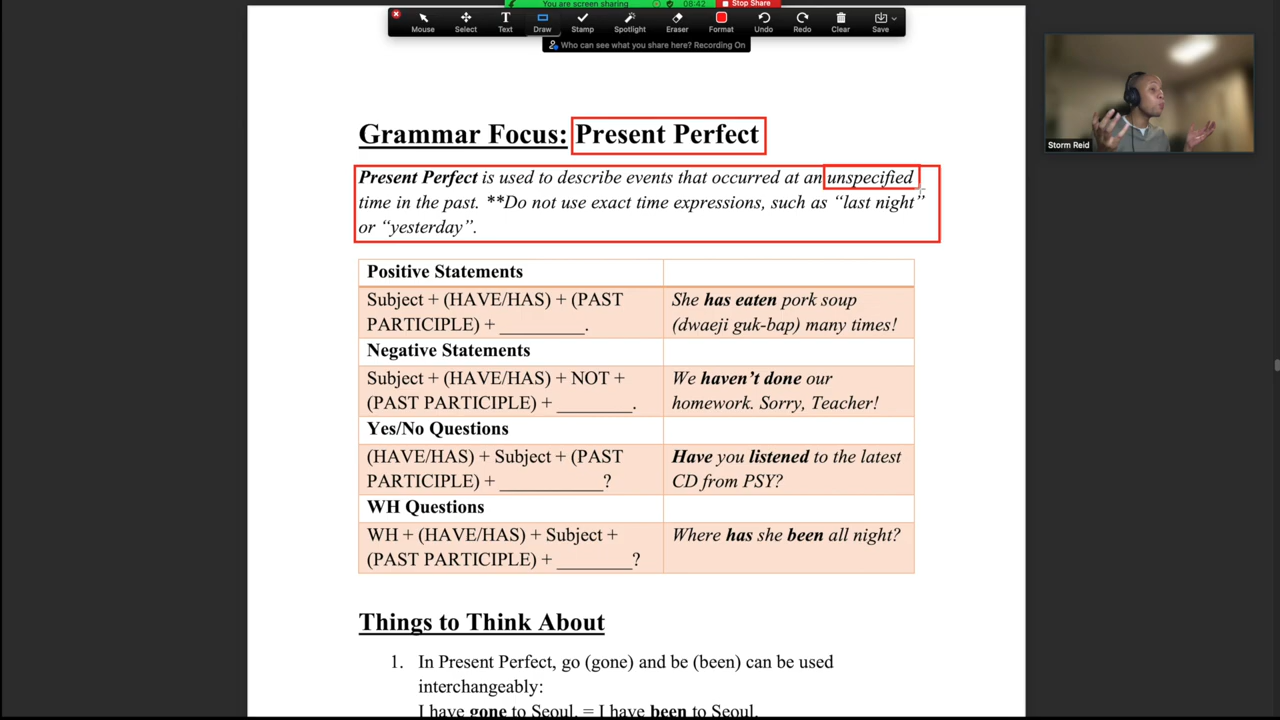 You are screen sharing 08:42 Stop Share
Mouse Select Text Draw Stamp Spotlight Eraser Format Undo Redo Clear Save
Who can see what you share here? Recording On
Storm Reid
Grammar Focus: Present Perfect
Present Perfect is used to describe events that occurred at an unspecified
time in the past. **Do not use exact time expressions, such as “last night”
or “yesterday”.
Positive Statements
Subject + (HAVE/HAS) + (PAST
PARTICIPLE) + _________.
She has eaten pork soup
(dwaeji guk-bap) many times!
Negative Statements
Subject + (HAVE/HAS) + NOT +
(PAST PARTICIPLE) + ________.
We haven’t done our
homework. Sorry, Teacher!
Yes/No Questions
(HAVE/HAS) + Subject + (PAST
PARTICIPLE) + ___________?
Have you listened to the latest
CD from PSY?
WH Questions
WH + (HAVE/HAS) + Subject +
(PAST PARTICIPLE) + ________?
Where has she been all night?
Things to Think About
1. In Present Perfect, go (gone) and be (been) can be used
interchangeably:
I have gone to Seoul. = I have been to Seoul.